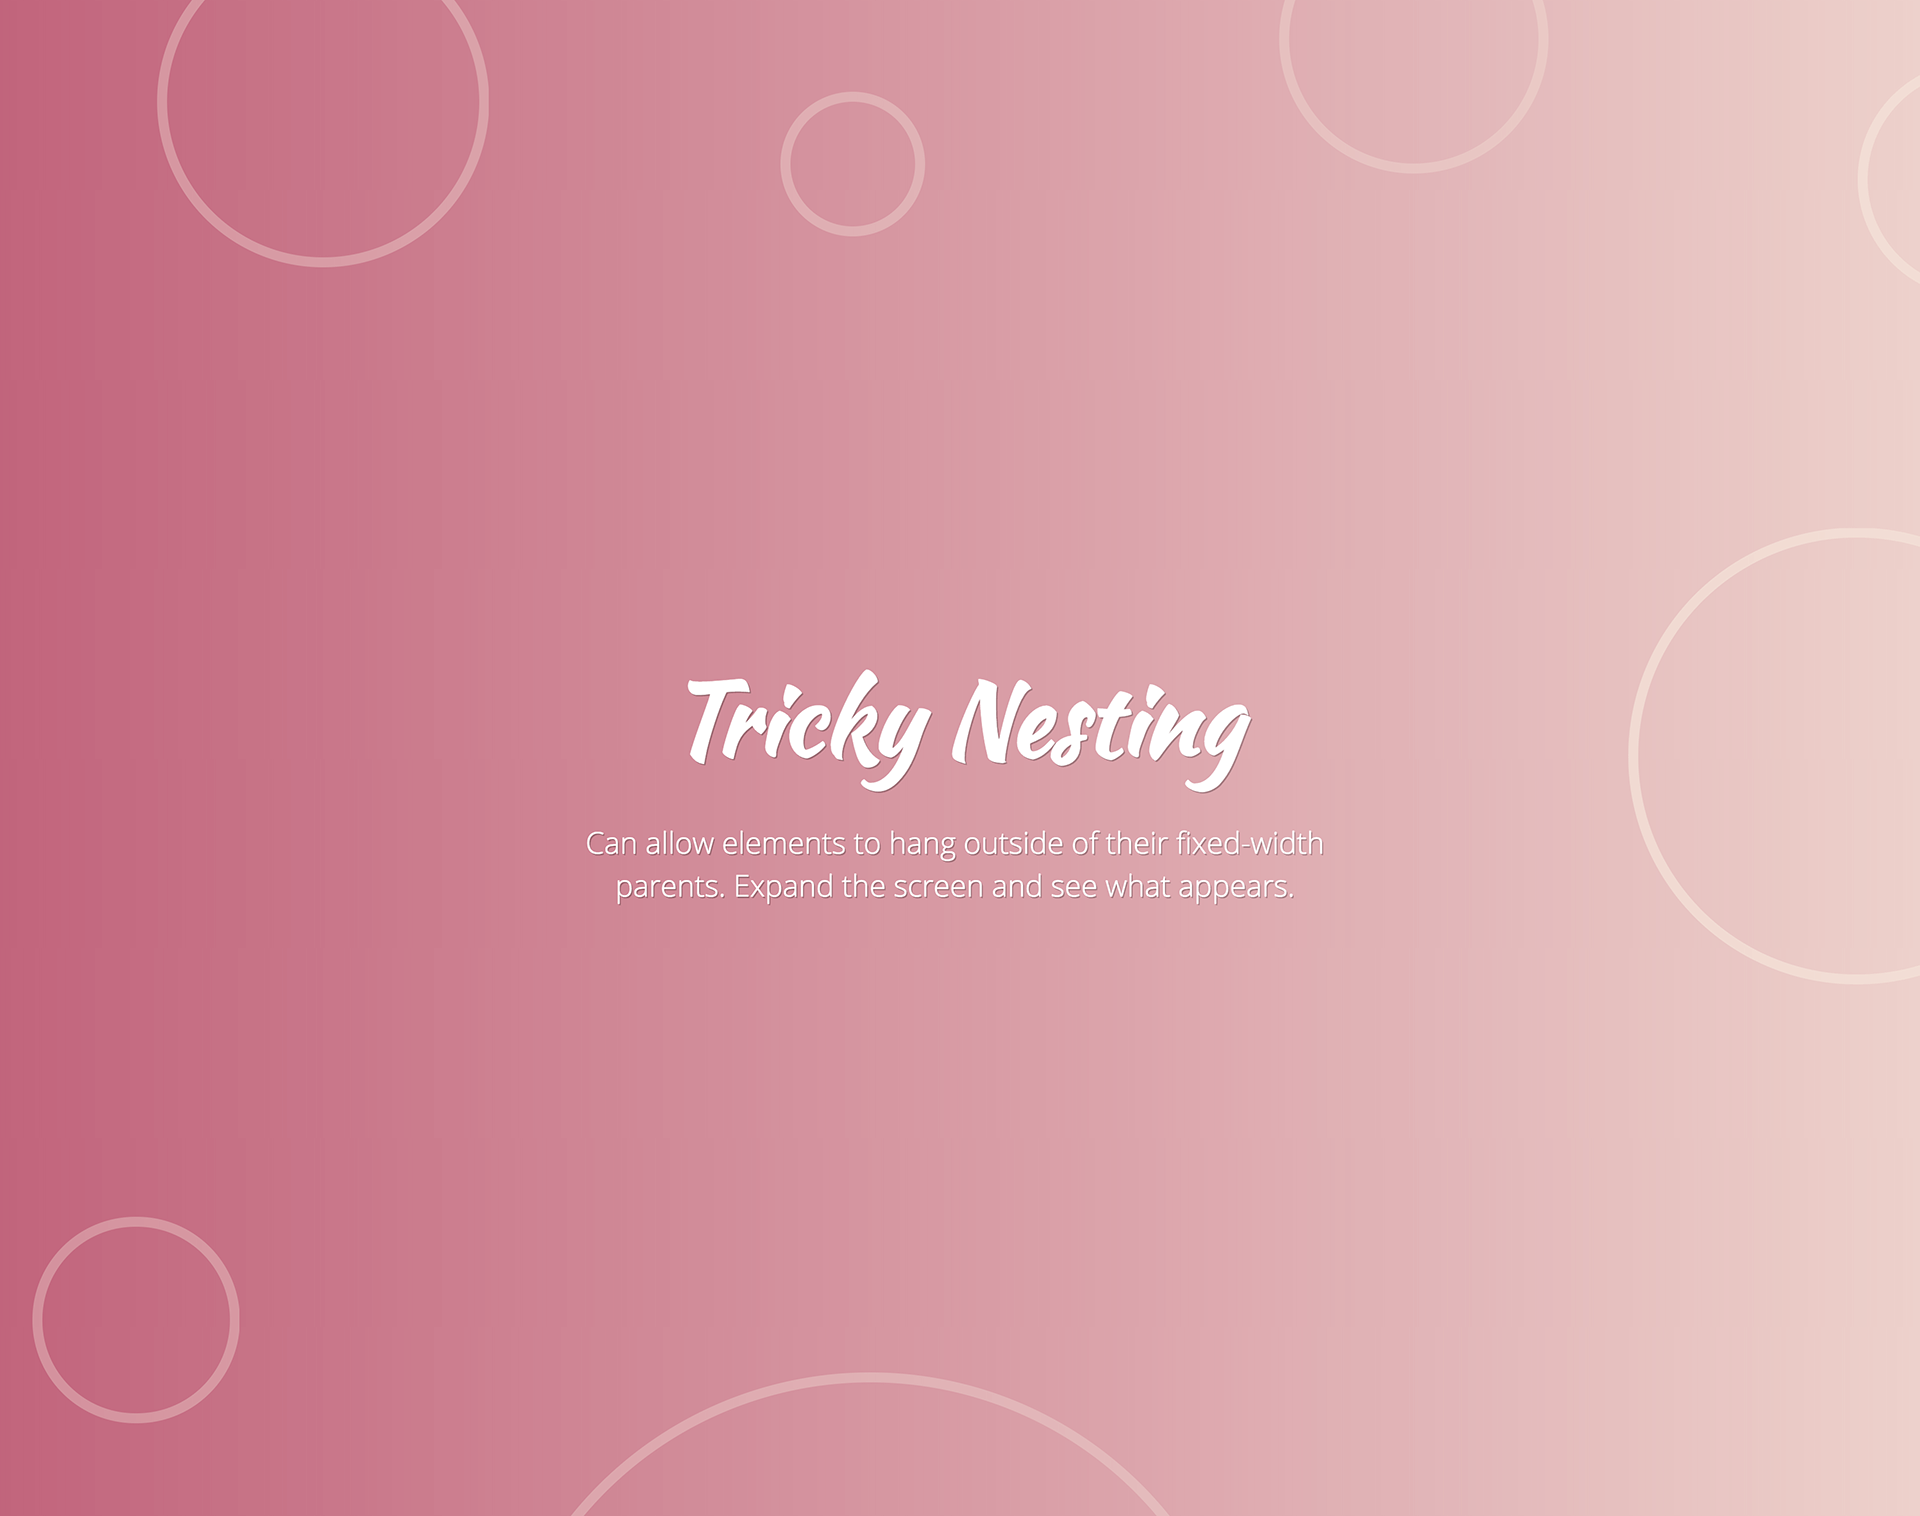 Tricky Nesting
Can allow elements to hang outside of their fixed-width
parents. Expand the screen and see what appears.